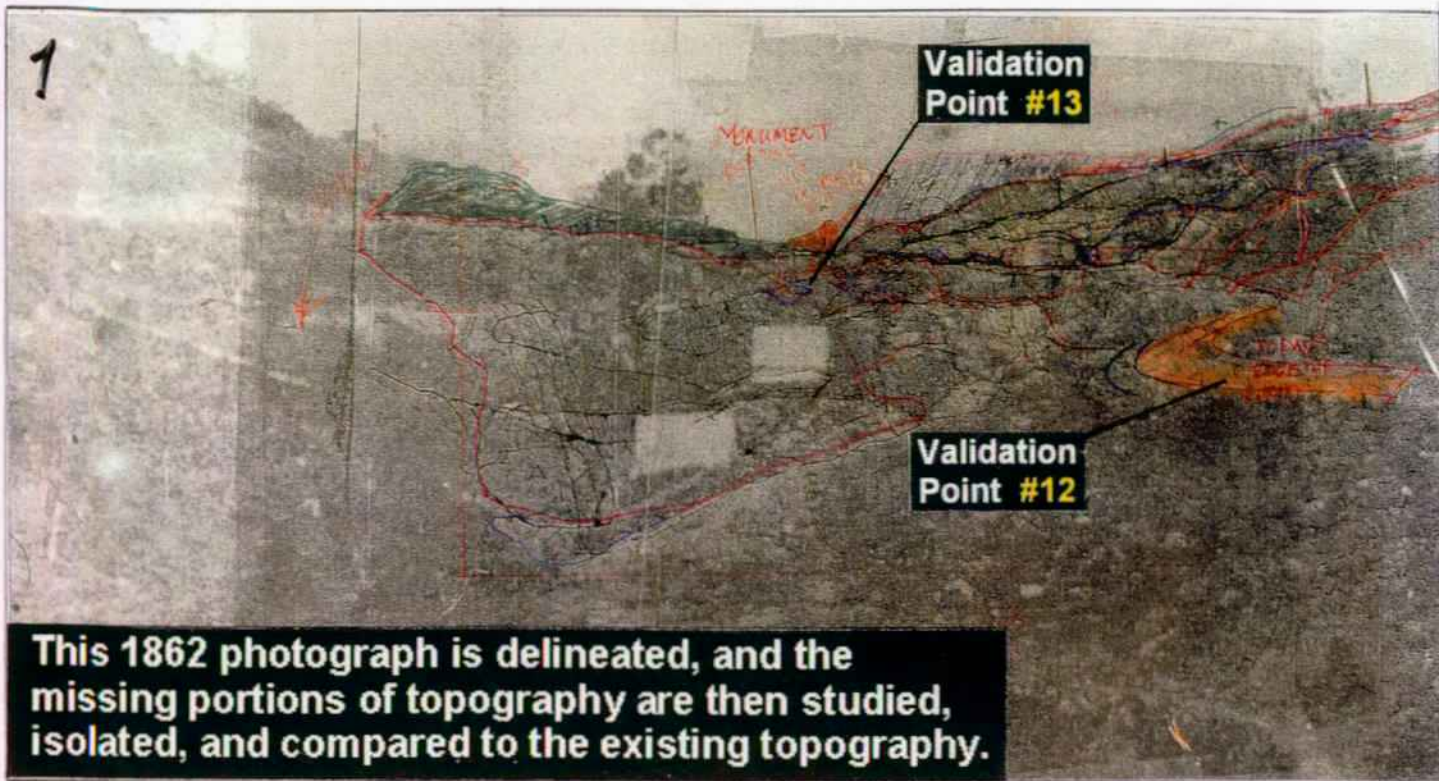 1
Validation
Point #13
MONUMENT
Validation
Point #12
This 1862 photograph is delineated, and the
missing portions of topography are then studied,
isolated, and compared to the existing topography.